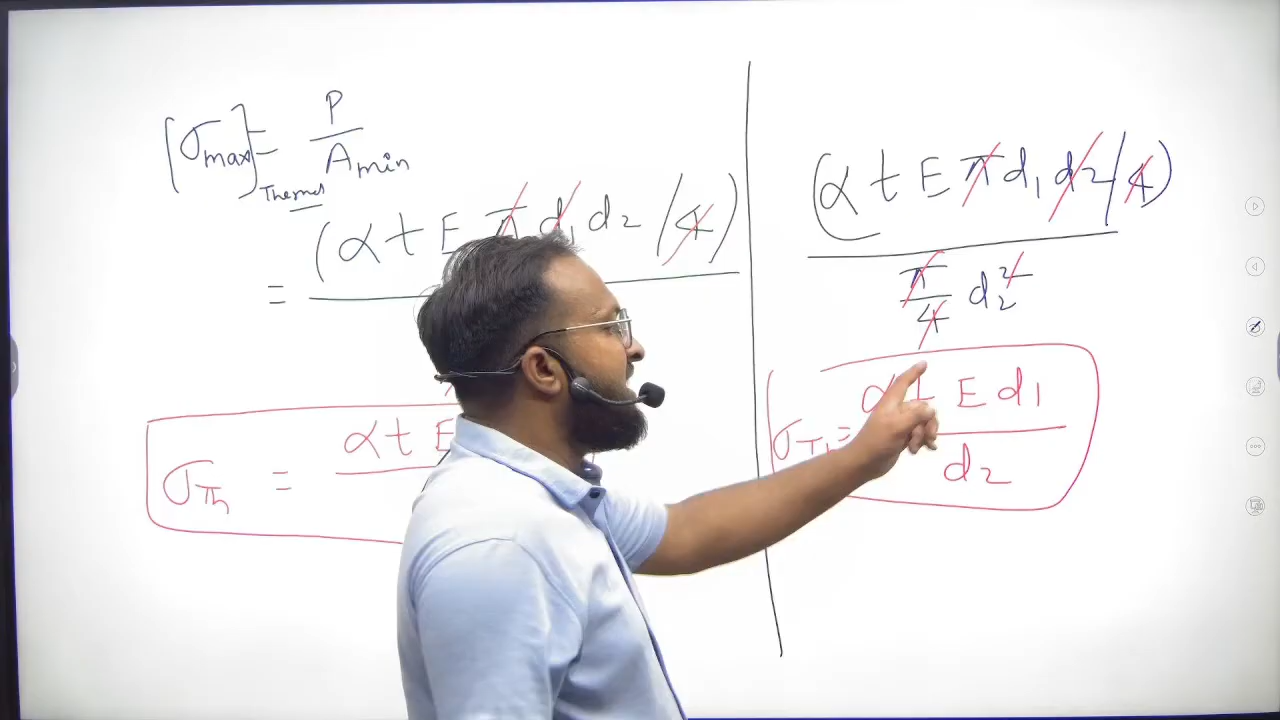 [σmax]Thermal = P / Amin
= (α t E π d1 d2 / 4)
σTh = α t E
(α t E π d1 d2 / 4)
π/4 d2²
σTh = α t E d1 / d2